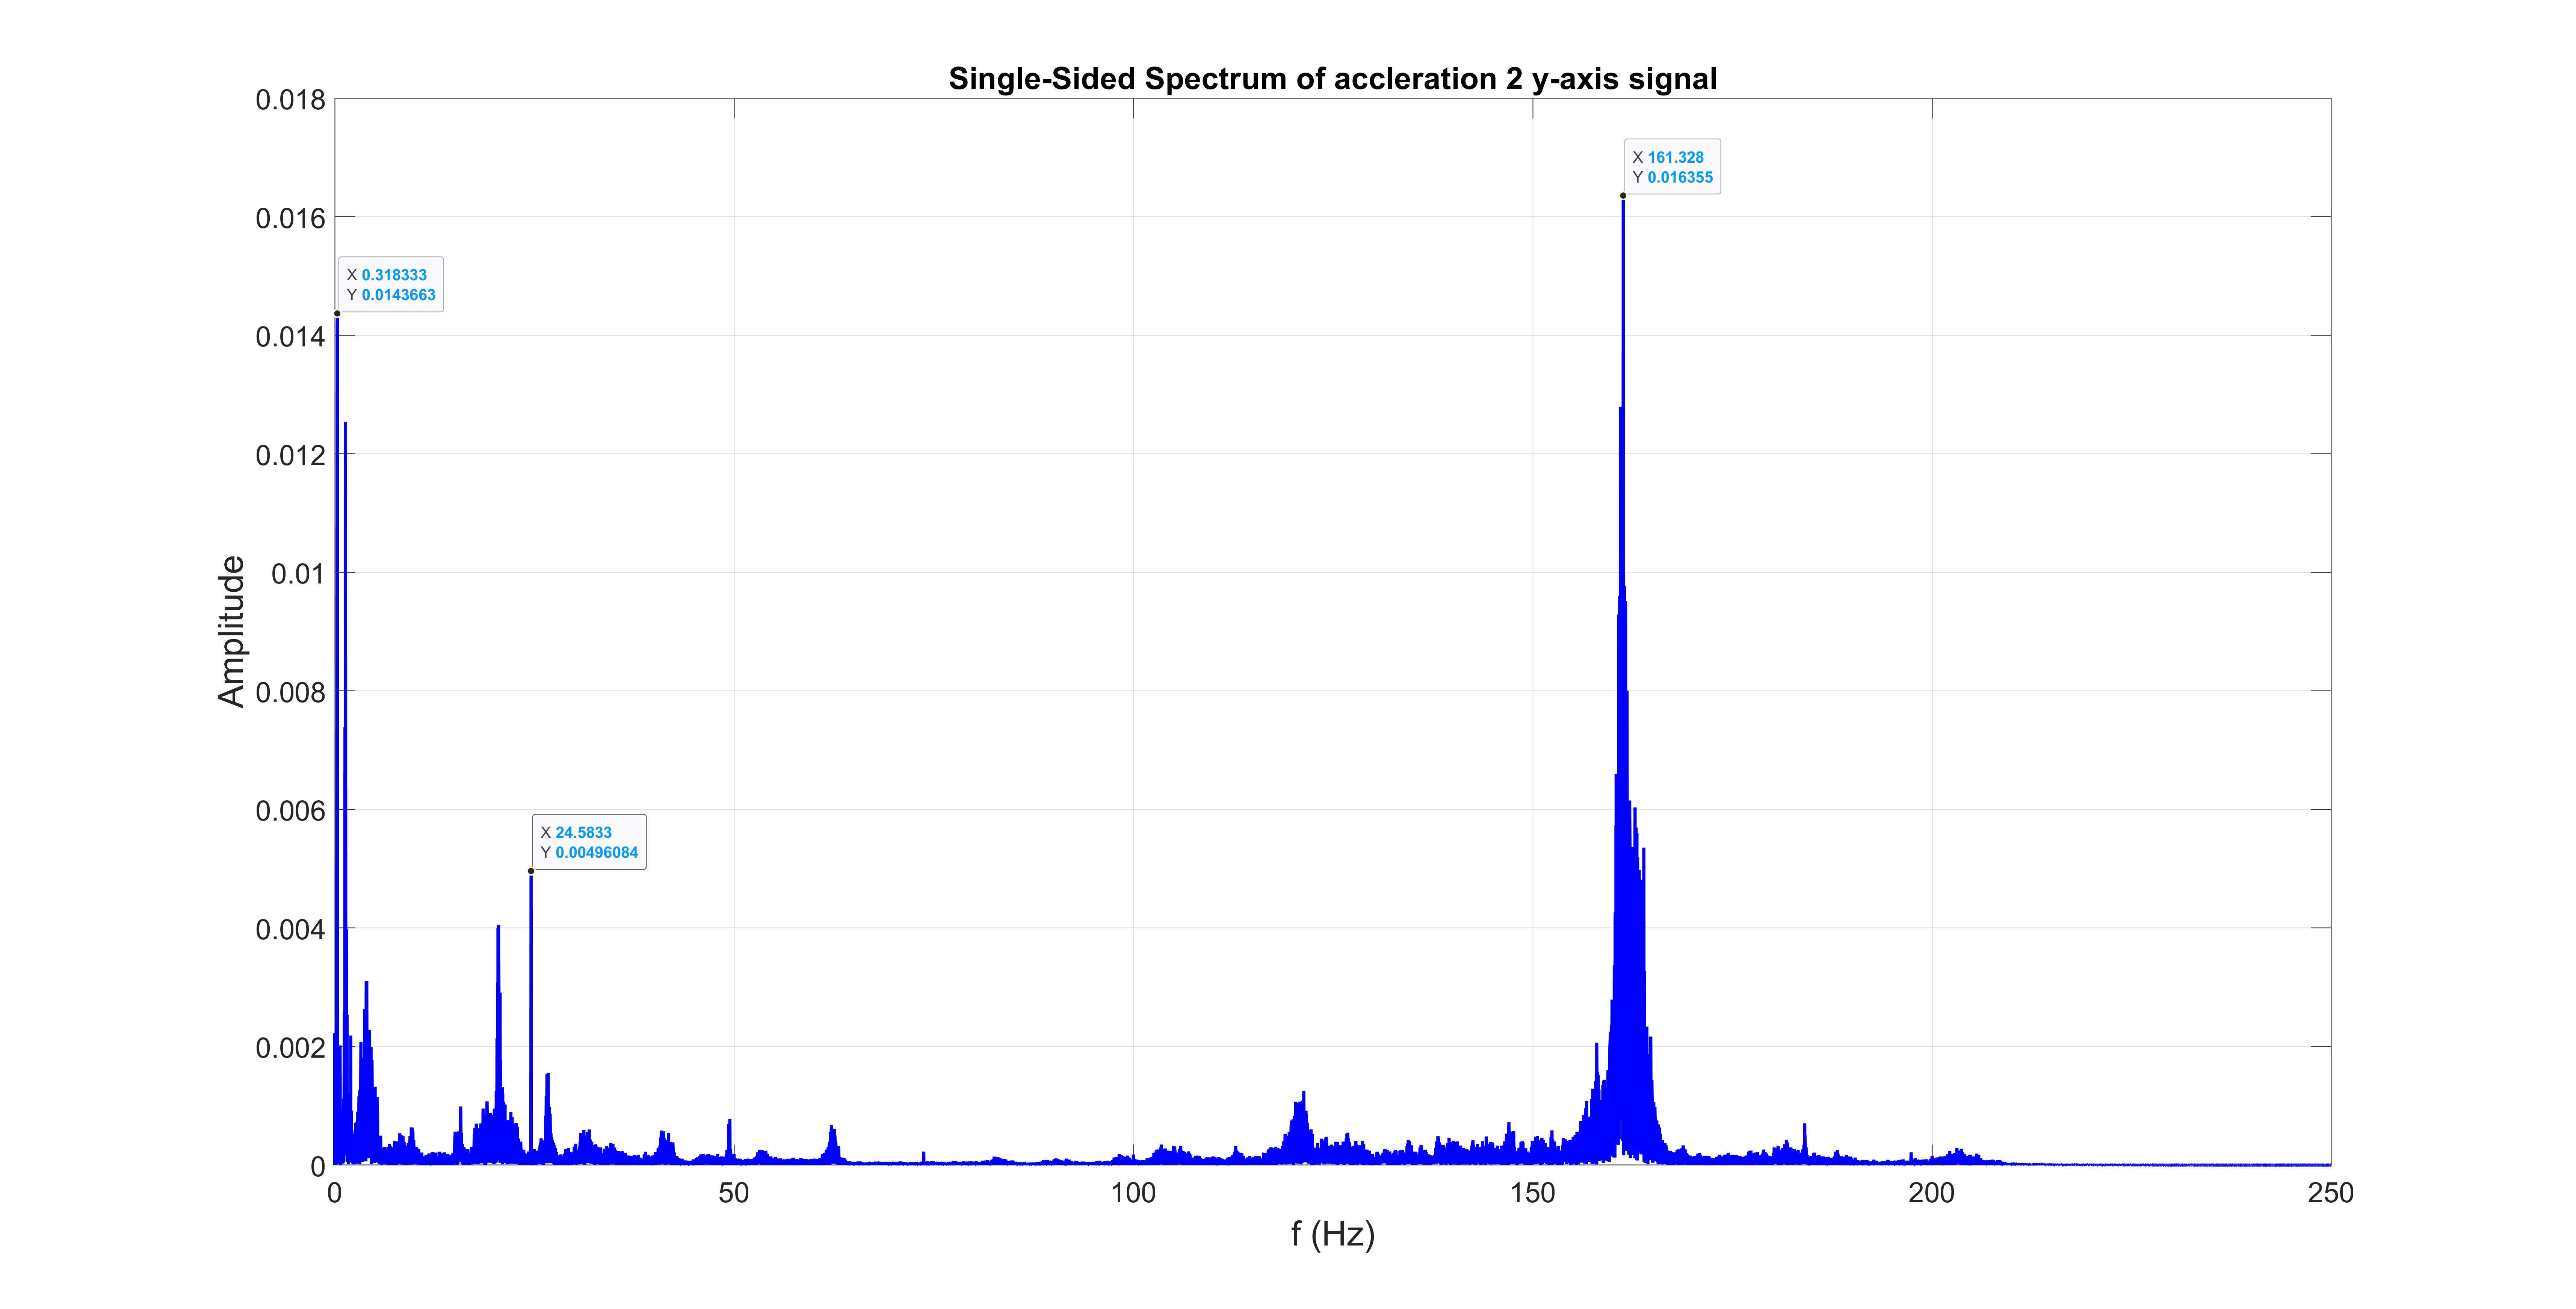 Single-Sided Spectrum of accleration 2 y-axis signal
0.018
X 161.328
Y 0.016355
0.016
X 0.318333
Y 0.0143663
0.014
0.012
0.01
Amplitude
0.008
0.006
X 24.5833
Y 0.00496084
0.004
0.002
0
0 50 100 150 200 250
f (Hz)